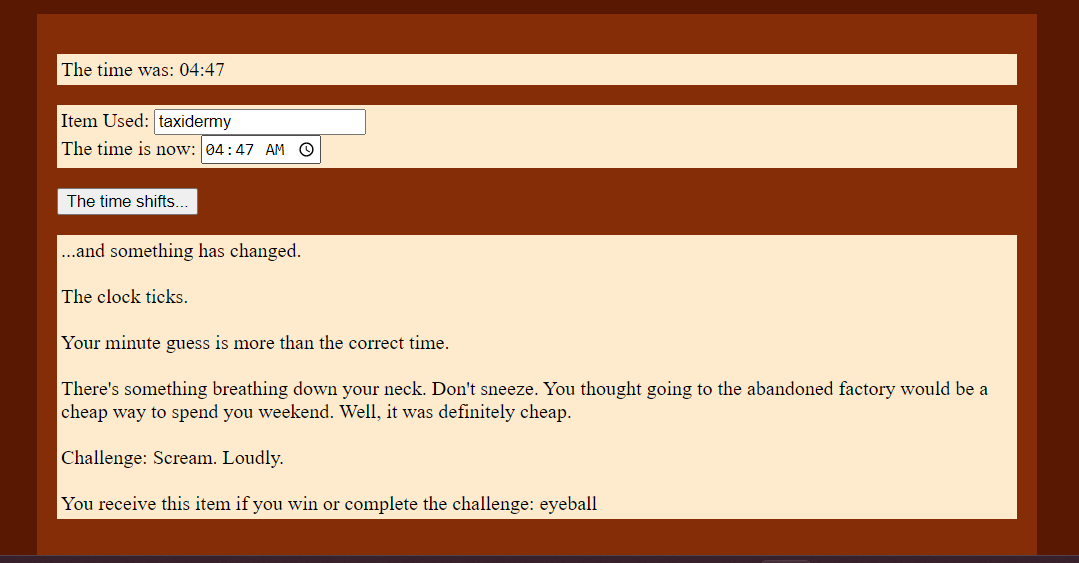 The time was: 04:47
Item Used: taxidermy
The time is now: 04:47 AM
The time shifts...
...and something has changed.
The clock ticks.
Your minute guess is more than the correct time.
There's something breathing down your neck. Don't sneeze. You thought going to the abandoned factory would be a
cheap way to spend you weekend. Well, it was definitely cheap.
Challenge: Scream. Loudly.
You receive this item if you win or complete the challenge: eyeball